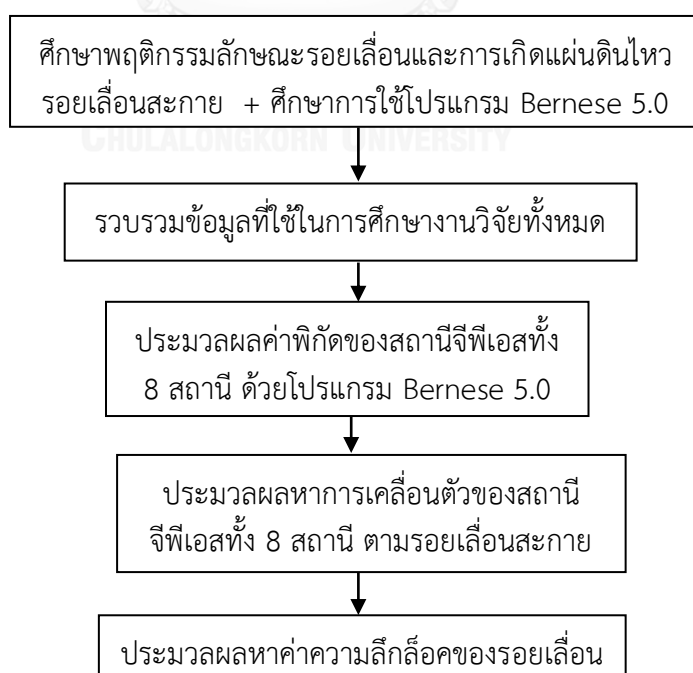 ศึกษาพฤติกรรมลักษณะรอยเลื่อนและการเกิดแผ่นดินไหว
รอยเลื่อนสะกาย + ศึกษาการใช้โปรแกรม Bernese 5.0
CHULALONGKORN UNIVERSITY
รวบรวมข้อมูลที่ใช้ในการศึกษางานวิจัยทั้งหมด
ประมวลผลค่าพิกัดของสถานีจีพีเอสทั้ง
8 สถานี ด้วยโปรแกรม Bernese 5.0
ประมวลผลหาการเคลื่อนตัวของสถานี
จีพีเอสทั้ง 8 สถานี ตามรอยเลื่อนสะกาย
ประมวลผลหาค่าความลึกล็อคของรอยเลื่อน